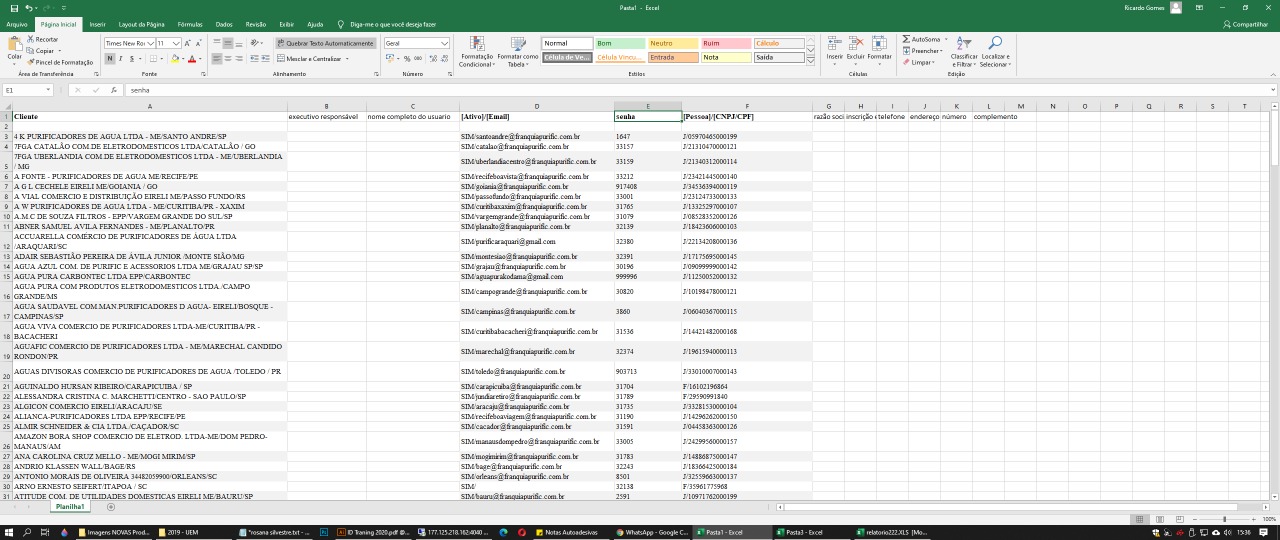 Pasta1 - Excel
Ricardo Gomes
Arquivo Página Inicial Inserir Layout da Página Fórmulas Dados Revisão Exibir Ajuda Diga-me o que você deseja fazer Compartilhar
Colar Recortar Copiar Pincel de Formatação
Times New Ro 11
N I S
Quebrar Texto Automaticamente
Mesclar e Centralizar
Geral
Formatação Condicional Formatar como Tabela
Normal Bom Neutro Ruim Cálculo
Célula de Ve... Célula Vincu... Entrada Nota Saída
Inserir Excluir Formatar
AutoSoma Preencher Limpar
Classificar e Filtrar Localizar e Selecionar
Área de Transferência Fonte Alinhamento Número Estilos Células Edição
E1 senha
A B C D E F G H I J K L M N O P Q R S T
1 Cliente executivo responsável nome completo do usuario [Ativo]/[Email] senha [Pessoa]/[CNPJ/CPF] razão soci inscrição e telefone endereço número complemento
2
3 4 K PURIFICADORES DE AGUA LTDA - ME/SANTO ANDRE/SP SIM/santoandre@franquiapurific.com.br 1647 J/05970465000199
4 7FGA CATALÃO COM.DE ELETRODOMESTICOS LTDA/CATALÃO / GO SIM/catalao@franquiapurific.com.br 33157 J/21310470000121
7FGA UBERLANDIA COM.DE ELETRODOMESTICOS LTDA - ME/UBERLANDIA
5 / MG SIM/uberlandiacentro@franquiapurific.com.br 33159 J/21340312000114
6 A FONTE - PURIFICADORES DE AGUA ME/RECIFE/PE SIM/recifeboavista@franquiapurific.com.br 33212 J/23421445000140
7 A G L CECHELE EIRELI ME/GOIANIA / GO SIM/goiania@franquiapurific.com.br 917408 J/34536394000119
8 A VIAL COMERCIO E DISTRIBUIÇÃO EIRELI ME/PASSO FUNDO/RS SIM/passofundo@franquiapurific.com.br 33001 J/23124733000131
9 A W PURIFICADORES DE AGUA LTDA - ME/CURITIBA/PR - XAXIM SIM/curitibaxaxim@franquiapurific.com.br 31765 J/13325297000107
10 A.M C DE SOUZA FILTROS - EPP/VARGEM GRANDE DO SUL/SP SIM/vargemgrande@franquiapurific.com.br 31079 J/08528352000126
11 ABNER SAMUEL AVILA FERNANDES - ME/PLANALTO/PR SIM/planalto@franquiapurific.com.br 32139 J/18423606000103
ACCUARELLA COMÉRCIO DE PURIFICADORES DE ÁGUA LTDA
12 /ARAQUARI/SC SIM/purificaraquari@gmail.com 32380 J/22134208000136
13 ADAIR SEBASTIÃO PEREIRA DE ÁVILA JUNIOR /MONTE SIÃO/MG SIM/montesiao@franquiapurific.com.br 32391 J/17175695000145
14 AGUA AZUL COM. DE PURIFIC E ACESSORIOS LTDA ME/GRAJAU SP/SP SIM/grajau@franquiapurific.com.br 30196 J/09099999000142
15 AGUA PURA CARBONTEC LTDA EPP/CARBONTEC SIM/aguapurakodama@gmail.com 999996 J/11250052000132
AGUA PURA COM PRODUTOS ELETRODOMESTICOS LTDA /CAMPO
16 GRANDE/MS SIM/campogrande@franquiapurific.com.br 30820 J/10198478000121
AGUA SAUDAVEL COM.MAN.PURIFICADORES D AGUA- EIRELI/BOSQUE -
17 CAMPINAS/SP SIM/campinas@franquiapurific.com.br 3860 J/06040367000115
AGUA VIVA COMERCIO DE PURIFICADORES LTDA-ME/CURITIBA/PR -
18 BACACHERI SIM/curitibabacacheri@franquiapurific.com.br 31536 J/14421482000168
AGUAFIC COMERCIO DE PURIFICADORES LTDA - ME/MARECHAL CANDIDO
19 RONDON/PR SIM/marechal@franquiapurific.com.br 32374 J/19615940000113
20 AGUAS DIVISORAS COMERCIO DE PURIFICADORES DE AGUA /TOLEDO / PR SIM/toledo@franquiapurific.com.br 903713 J/33010007000143
21 AGUINALDO HURSAN RIBEIRO/CARAPICUIBA / SP SIM/carapicuiba@franquiapurific.com.br 31704 F/16102196864
22 ALESSANDRA CRISTINA C. MARCHETTI/CENTRO - SAO PAULO/SP SIM/jundiaretiro@franquiapurific.com.br 31789 F/29590991840
23 ALGICON COMERCIO EIRELI/ARACAJU/SE SIM/aracaju@franquiapurific.com.br 31735 J/33281530000104
24 ALIANCA-PURIFICADORES LTDA EPP/RECIFE/PE SIM/recifeboaviagem@franquiapurific.com.br 31190 J/14296262000150
25 ALMIR SCHNEIDER & CIA LTDA /CAÇADOR/SC SIM/cacador@franquiapurific.com.br 31591 J/04458363000126
AMAZON BORA SHOP COMERCIO DE ELETROD. LTDA-ME/DOM PEDRO-
26 MANAUS/AM SIM/manausdompedro@franquiapurific.com.br 33005 J/24299560000157
27 ANA CAROLINA CRUZ MELLO - ME/MOGI MIRIM/SP SIM/mogimirim@franquiapurific.com.br 31783 J/14886875000147
28 ANDRIO KLASSEN WALL/BAGE/RS SIM/bage@franquiapurific.com.br 32243 J/18366425000184
29 ANTONIO MORAIS DE OLIVEIRA 34482059900/ORLEANS/SC SIM/orleans@franquiapurific.com.br 8501 J/32559663000137
30 ARNO ERNESTO SEIFERT/ITAPOA / SC SIM/ 32138 F/35961775968
31 ATITUDE COM. DE UTILIDADES DOMESTICAS EIRELI ME/BAURU/SP SIM/bauru@franquiapurific.com.br 2591 J/10971762000199
Planilha1
100%
Imagens NOVAS Prod... 2019 - UEM *rosana silvestre.txt - ... ID Traning 2020.pdf @... 177.125.218.162:4040 ... Notas Autoadesivas WhatsApp - Google C... Pasta1 - Excel Pasta3 - Excel relatorio222.XLS [Mo... 15:36